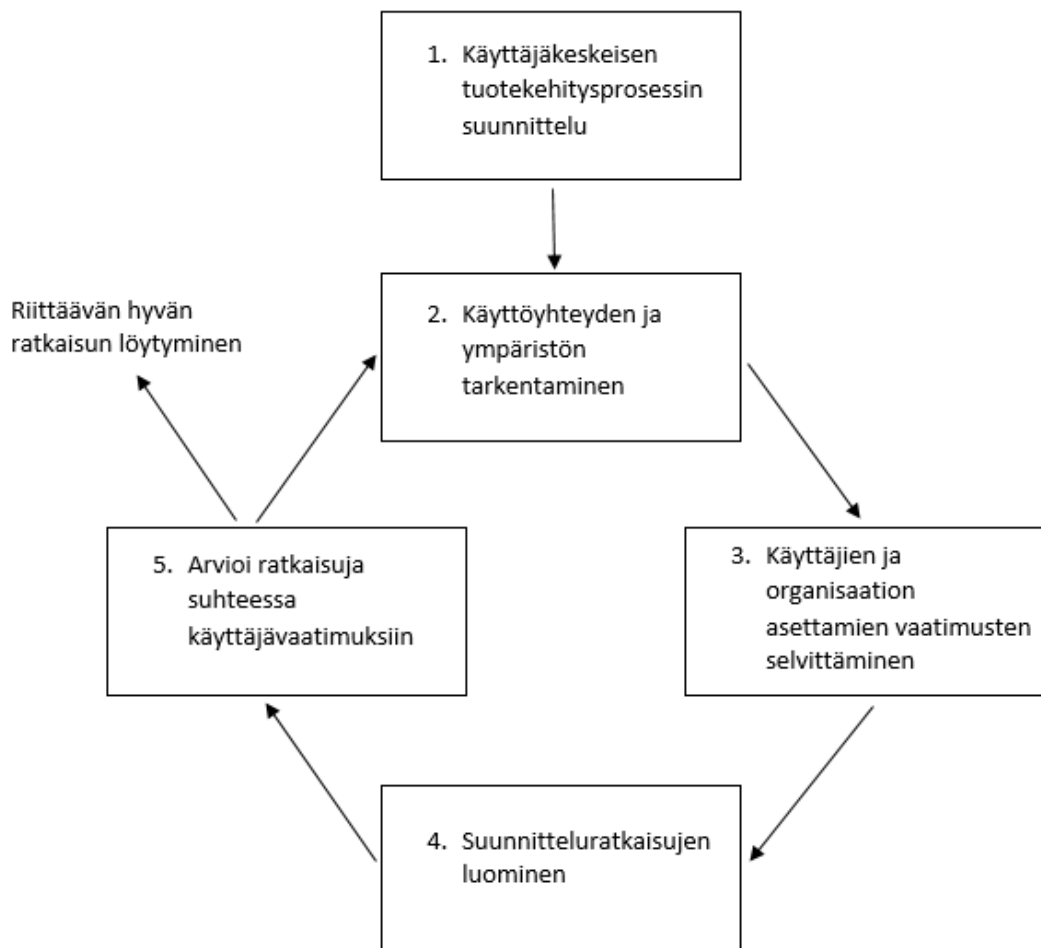 1. Käyttäjäkeskeisen
tuotekehitysprosessin
suunnittelu
Riittäävän hyvän
ratkaisun löytyminen
2. Käyttöyhteyden ja
ympäristön
tarkentaminen
5. Arvioi ratkaisuja
suhteessa
käyttäjävaatimuksiin
3. Käyttäjien ja
organisaation
asettamien vaatimusten
selvittäminen
4. Suunnitteluratkaisujen
luominen